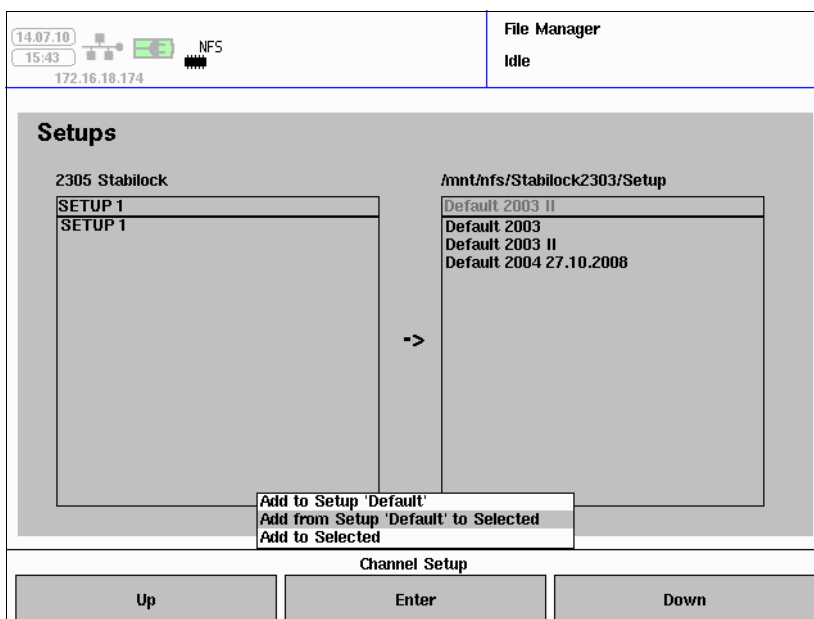 14.07.10
15:43
NFS
172.16.18.174
File Manager
Idle
Setups
2305 Stabilock
SETUP 1
SETUP 1
->
/mnt/nfs/Stabilock2303/Setup
Default 2003 II
Default 2003
Default 2003 II
Default 2004 27.10.2008
Add to Setup 'Default'
Add from Setup 'Default' to Selected
Add to Selected
Channel Setup
Up
Enter
Down